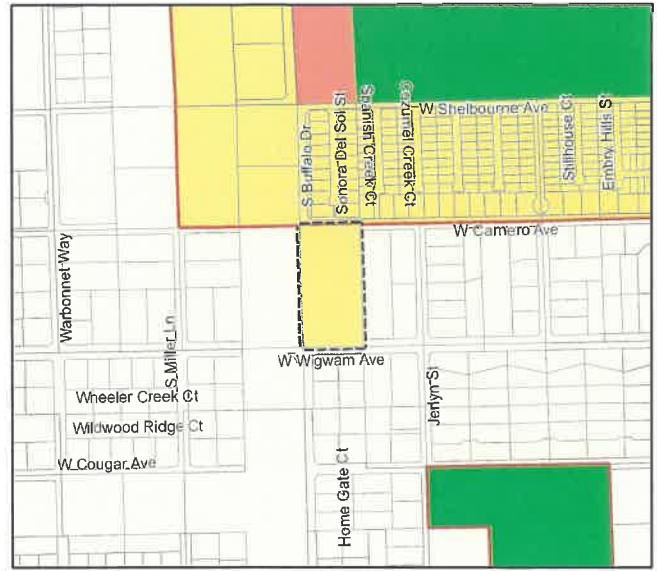 W Shelbourne Ave
S Buffalo Dr
Sonora Del Sol St
Spanish Creek Ct
Cozumel Creek Ct
Stillhouse Ct
Embry Hills S
W Camero Ave
Warbonnet Way
S Miller Ln
W Wigwam Ave
Wheeler Creek Ct
Wildwood Ridge Ct
W Cougar Ave
Jerlyn St
Home Gate Ct